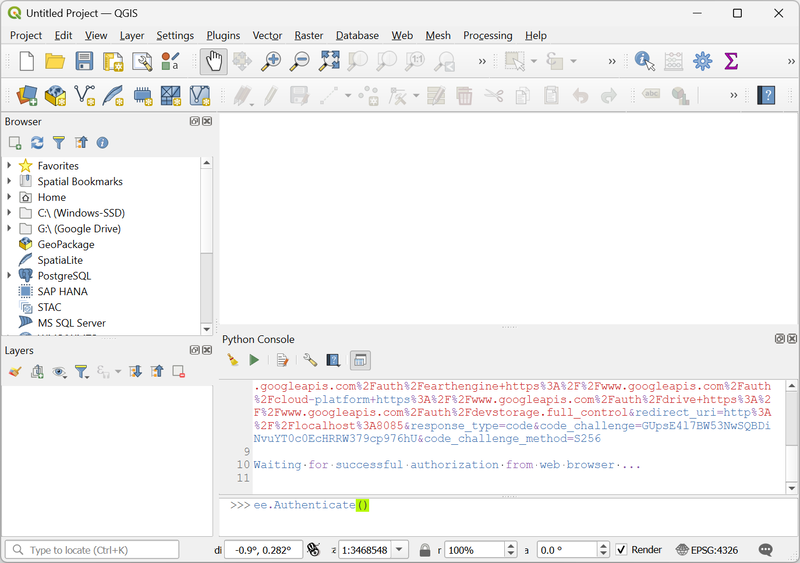 Untitled Project — QGIS
Project Edit View Layer Settings Plugins Vector Raster Database Web Mesh Processing Help
Browser
Favorites
Spatial Bookmarks
Home
C:\ (Windows-SSD)
G:\ (Google Drive)
GeoPackage
SpatiaLite
PostgreSQL
SAP HANA
STAC
MS SQL Server
Layers
Python Console
.googleapis.com%2Fauth%2Fearthengine+https%3A%2F%2Fwww.googleapis.com%2Fauth
%2Fcloud-platform+https%3A%2F%2Fwww.googleapis.com%2Fauth%2Fdrive+https%3A%2
F%2Fwww.googleapis.com%2Fauth%2Fdevstorage.full_control&redirect_uri=http%3A
%2F%2Flocalhost%3A8085&response_type=code&code_challenge=GUpsE4l7BW53NwSQBDi
NvuYT0c0EcHRRW379cp976hU&code_challenge_method=S256
9
10 Waiting·for·successful·authorization·from·web·browser·...
11
>>> ee.Authenticate()
Type to locate (Ctrl+K) di -0.9°, 0.282° z 1:3468548 r 100% a 0.0 ° Render EPSG:4326